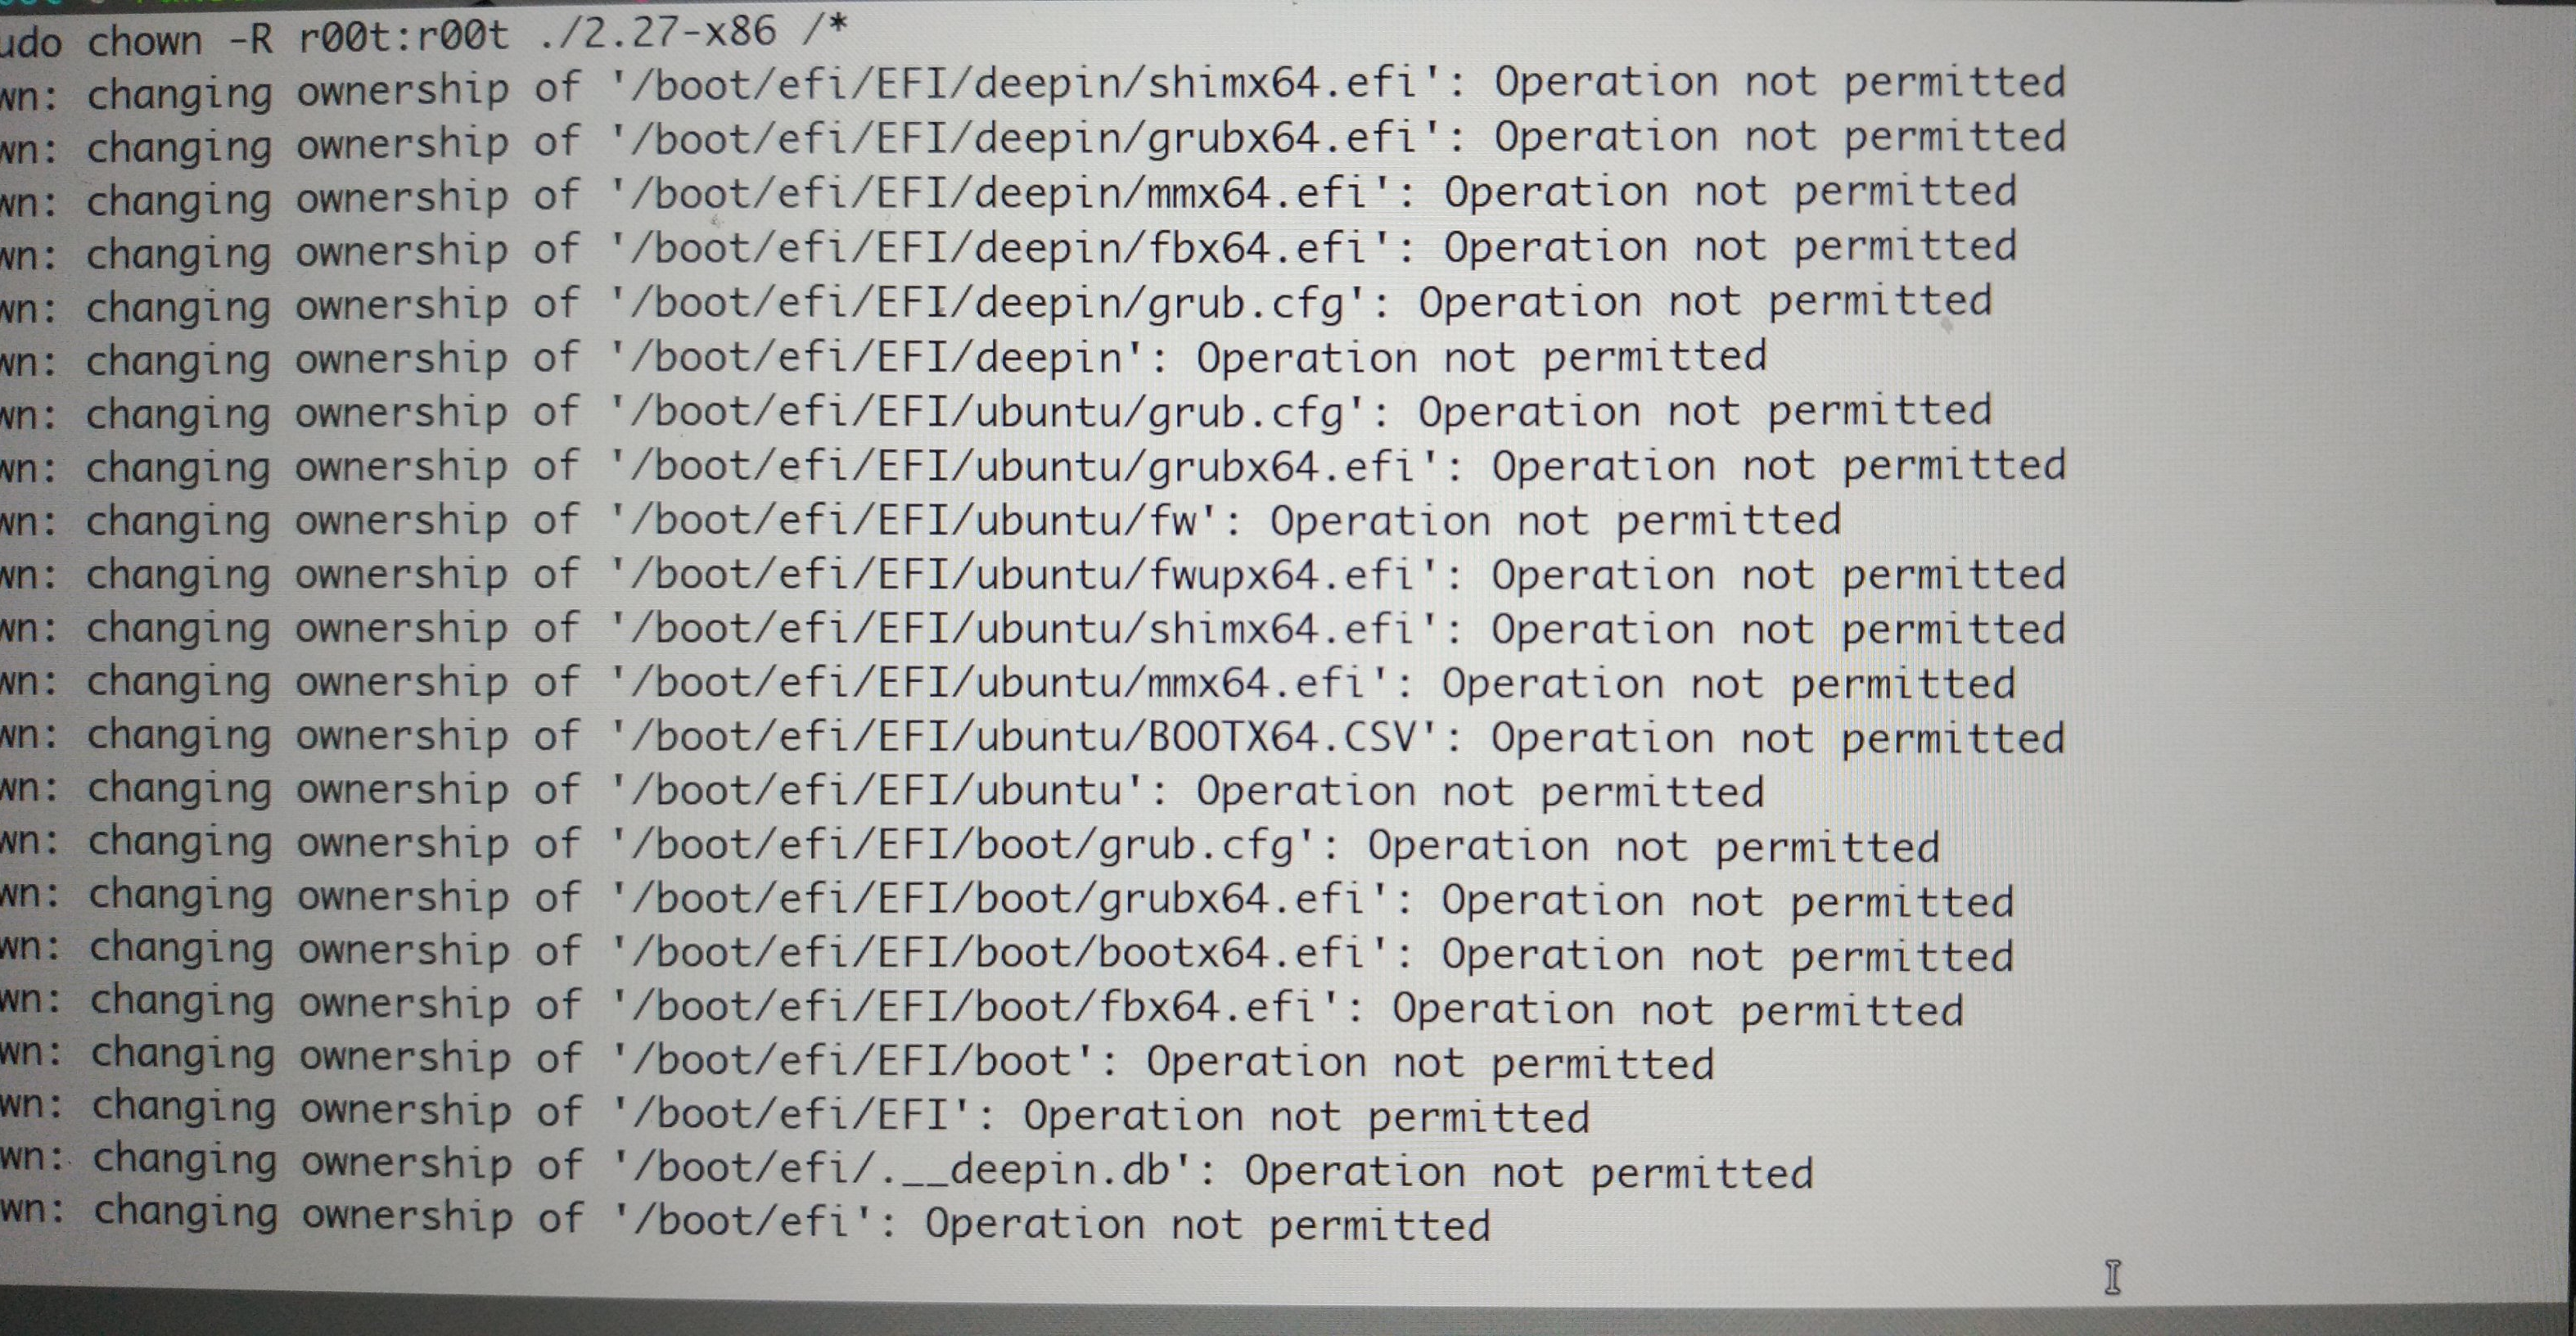 udo chown -R r00t:r00t ./2.27-x86 /*
wn: changing ownership of '/boot/efi/EFI/deepin/shimx64.efi': Operation not permitted
wn: changing ownership of '/boot/efi/EFI/deepin/grubx64.efi': Operation not permitted
wn: changing ownership of '/boot/efi/EFI/deepin/mmx64.efi': Operation not permitted
wn: changing ownership of '/boot/efi/EFI/deepin/fbx64.efi': Operation not permitted
wn: changing ownership of '/boot/efi/EFI/deepin/grub.cfg': Operation not permitted
wn: changing ownership of '/boot/efi/EFI/deepin': Operation not permitted
wn: changing ownership of '/boot/efi/EFI/ubuntu/grub.cfg': Operation not permitted
wn: changing ownership of '/boot/efi/EFI/ubuntu/grubx64.efi': Operation not permitted
wn: changing ownership of '/boot/efi/EFI/ubuntu/fw': Operation not permitted
wn: changing ownership of '/boot/efi/EFI/ubuntu/fwupx64.efi': Operation not permitted
wn: changing ownership of '/boot/efi/EFI/ubuntu/shimx64.efi': Operation not permitted
wn: changing ownership of '/boot/efi/EFI/ubuntu/mmx64.efi': Operation not permitted
wn: changing ownership of '/boot/efi/EFI/ubuntu/BOOTX64.CSV': Operation not permitted
wn: changing ownership of '/boot/efi/EFI/ubuntu': Operation not permitted
wn: changing ownership of '/boot/efi/EFI/boot/grub.cfg': Operation not permitted
wn: changing ownership of '/boot/efi/EFI/boot/grubx64.efi': Operation not permitted
wn: changing ownership of '/boot/efi/EFI/boot/bootx64.efi': Operation not permitted
wn: changing ownership of '/boot/efi/EFI/boot/fbx64.efi': Operation not permitted
wn: changing ownership of '/boot/efi/EFI/boot': Operation not permitted
wn: changing ownership of '/boot/efi/EFI': Operation not permitted
wn: changing ownership of '/boot/efi/.__deepin.db': Operation not permitted
wn: changing ownership of '/boot/efi': Operation not permitted